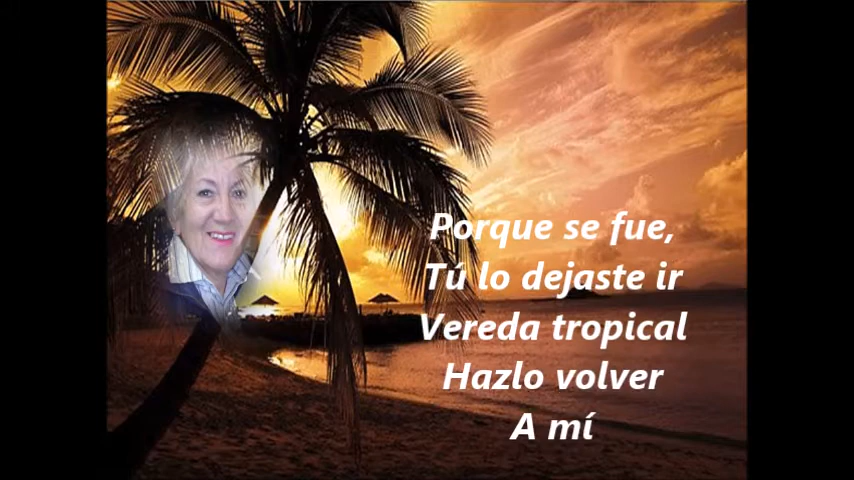 Porque se fue,
Tú lo dejaste ir
Vereda tropical
Hazlo volver
A mí